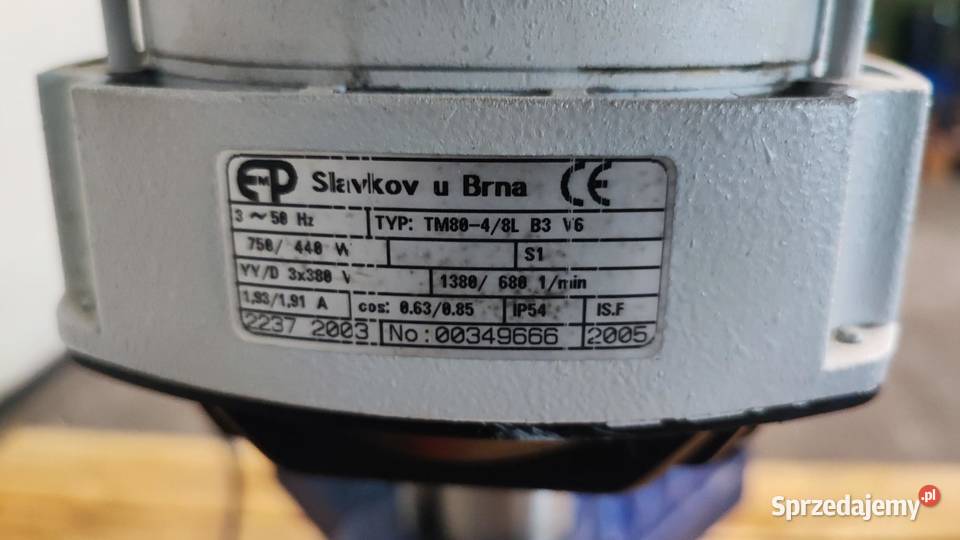 EMP Slavkov u Brna CE
3 ~ 50 Hz TYP: TM80-4/8L B3 V6
750/ 440 W S1
YY/D 3x380 V 1380/ 680 1/min
1,93/1,91 A cos: 0.63/0.85 IP54 IS.F
2237 2003 No:00349666 2005
Sprzedajemy.pl